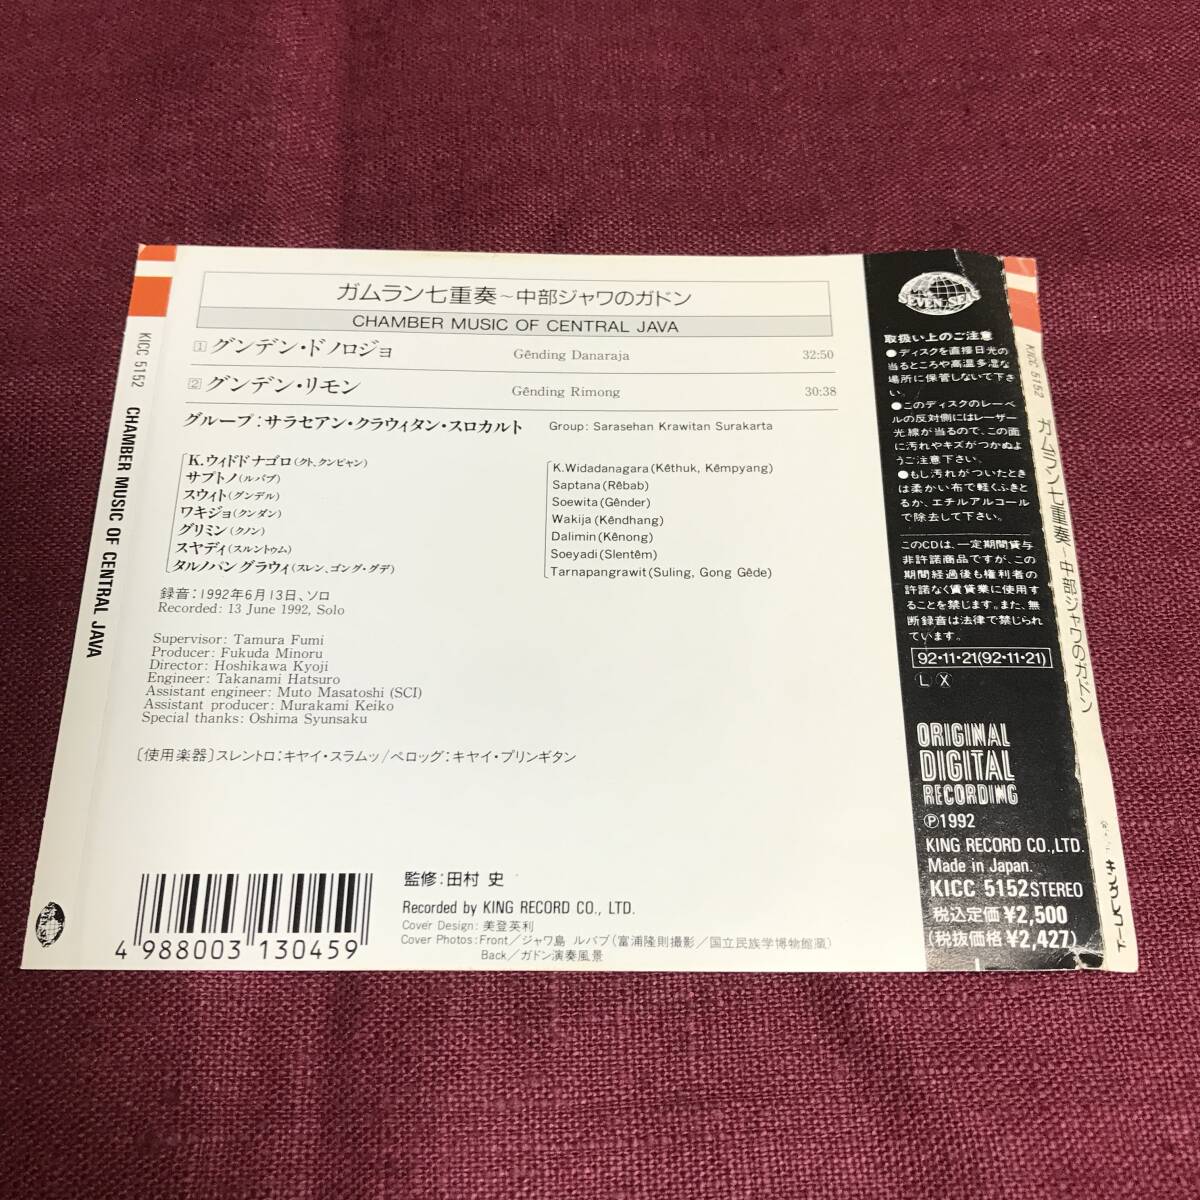 ガムラン七重奏~中部ジャワのガドン
CHAMBER MUSIC OF CENTRAL JAVA
1 グンデン・ドノロジョ Gênding Danaraja 32:50
2 グンデン・リモン Gênding Rimong 30:38
グループ:サラセアン・クラウィタン・スロカルト Group: Sarasehan Krawitan Surakarta
K.ウィドドナゴロ(クト、クンピャン)
サプトノ(ルバブ)
スウィト(グンデル)
ワキジョ(クンダン)
グリミン(クノン)
スヤディ(スルントゥム)
タルノパングラウィ(スレン、ゴング・グデ)
K.Widadanagara(Kêthuk, Kêmpyang)
Saptana(Rêbab)
Soewita(Gênder)
Wakija(Kêndhang)
Dalimin(Kênong)
Soeyadi(Slentêm)
Tarnapangrawit(Suling, Gong Gêde)
録音:1992年6月13日、ソロ
Recorded: 13 June 1992, Solo
Supervisor: Tamura Fumi
Producer: Fukuda Minoru
Director: Hoshikawa Kyoji
Engineer: Takanami Hatsuro
Assistant engineer: Muto Masatoshi (SCI)
Assistant producer: Murakami Keiko
Special thanks: Oshima Syunsaku
〔使用楽器〕スレントロ:キヤイ・スラムッ/ペロッグ:キヤイ・プリンギタン
4 988003 130459
監修:田村 史
Recorded by KING RECORD CO., LTD.
Cover Design: 美登英利
Cover Photos:Front/ジャワ島 ルバブ(富浦隆則撮影/国立民族学博物館蔵)
Back/ガドン演奏風景
KICC 5152 CHAMBER MUSIC OF CENTRAL JAVA
SEVEN SEAS
取扱い上のご注意
●ディスクを直接日光の
当るところや高温多湿な
場所に保管しないで下さ
い。
●このディスクのレーベ
ルの反対側にはレーザー
光線が当るので、この面
に汚れやキズがつかぬよ
うご注意下さい。
●もし汚れがついたとき
は柔かい布で軽くふきと
るか、エチルアルコール
で除去して下さい。
このCDは、一定期間貸与
非許諾商品ですが、この
期間経過後も権利者の
許諾なく賃貸業に使用す
ることを禁じます。また、無
断録音は法律で禁じられ
ています。
92・11・21(92・11・21)
L X
ORIGINAL
DIGITAL
RECORDING
℗1992
KING RECORD CO.,LTD.
Made in Japan.
KICC 5152 STEREO
税込定価¥2,500
(税抜価格¥2,427)
KICC 5152 ガムラン七重奏~中部ジャワのガドン キングレコード